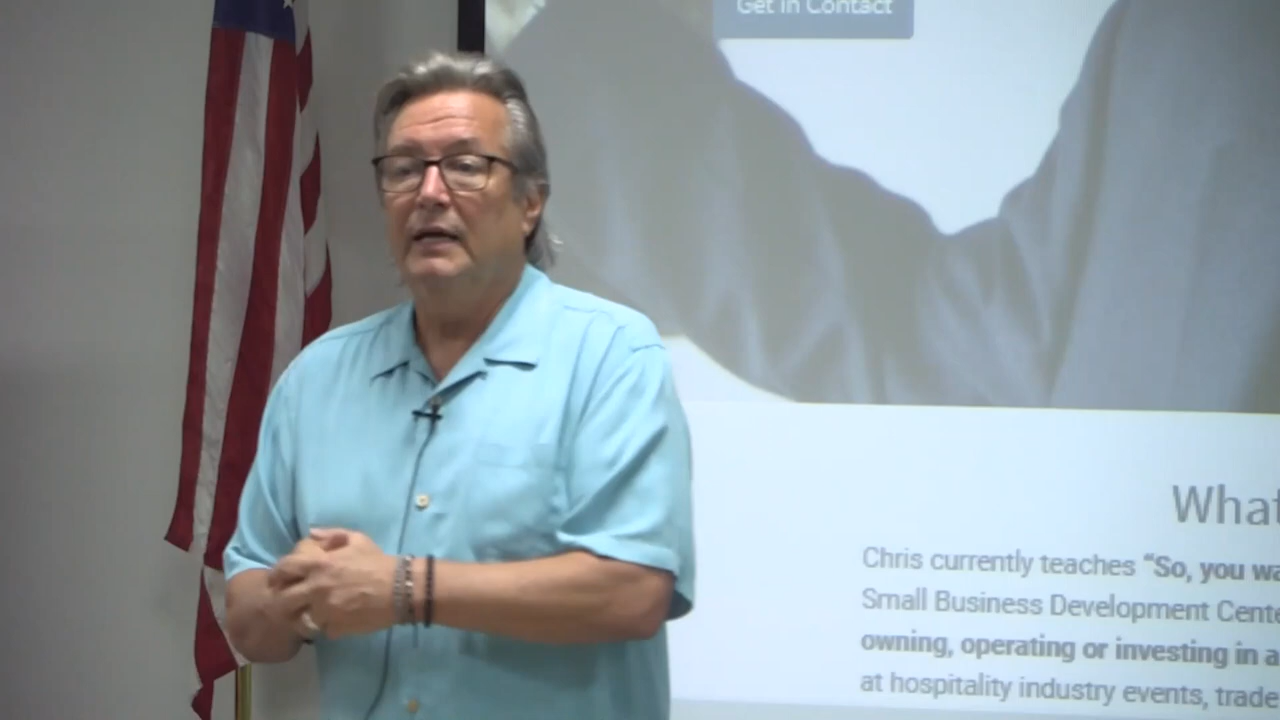 Get in Contact
What
Chris currently teaches “So, you wa
Small Business Development Cente
owning, operating or investing in a
at hospitality industry events, trade